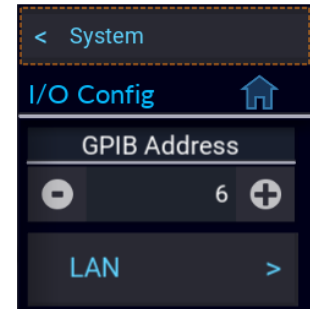 < System
I/O Config
GPIB Address
- 6 +
LAN >